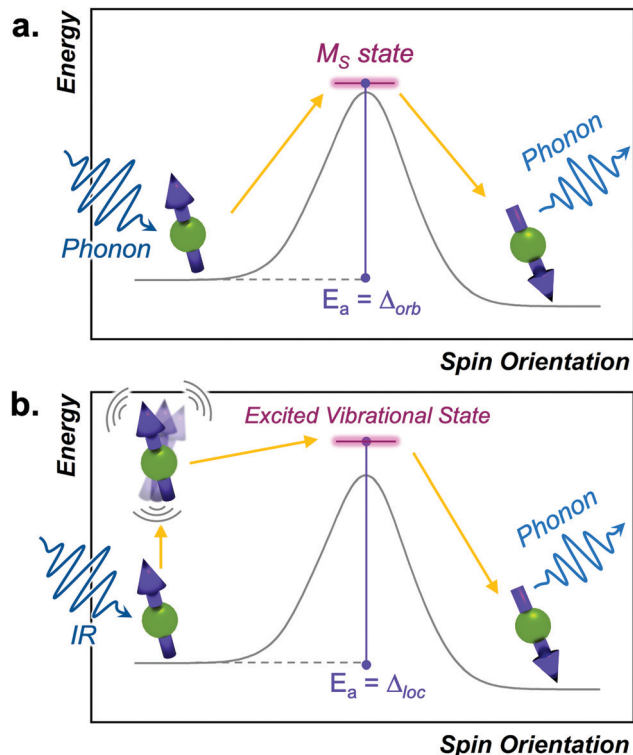 a.
Energy
M_S state
Phonon
Phonon
E_a = Δ_orb
Spin Orientation
b.
Energy
Excited Vibrational State
Phonon
IR
E_a = Δ_loc
Spin Orientation